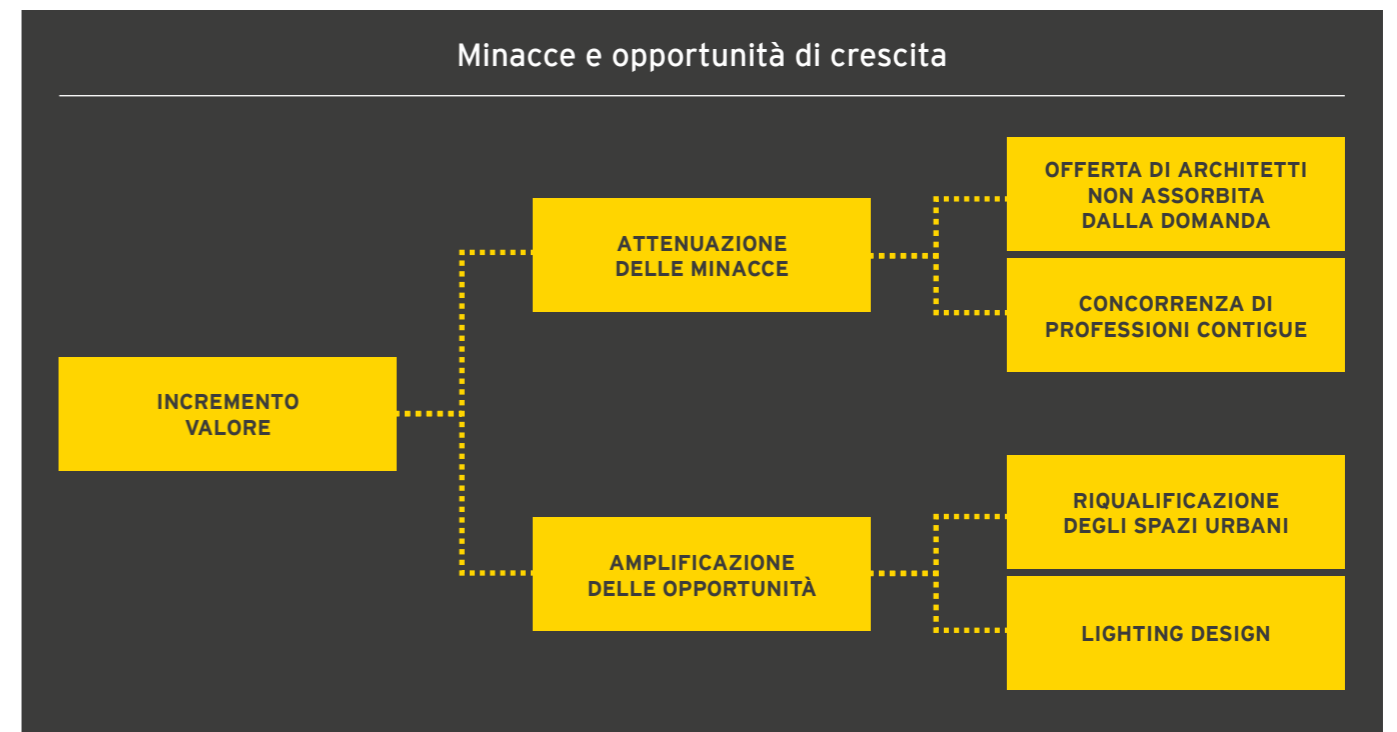 Minacce e opportunità di crescita
OFFERTA DI ARCHITETTI
NON ASSORBITA
DALLA DOMANDA
ATTENUAZIONE
DELLE MINACCE
CONCORRENZA DI
PROFESSIONI CONTIGUE
INCREMENTO
VALORE
RIQUALIFICAZIONE
DEGLI SPAZI URBANI
AMPLIFICAZIONE
DELLE OPPORTUNITÀ
LIGHTING DESIGN